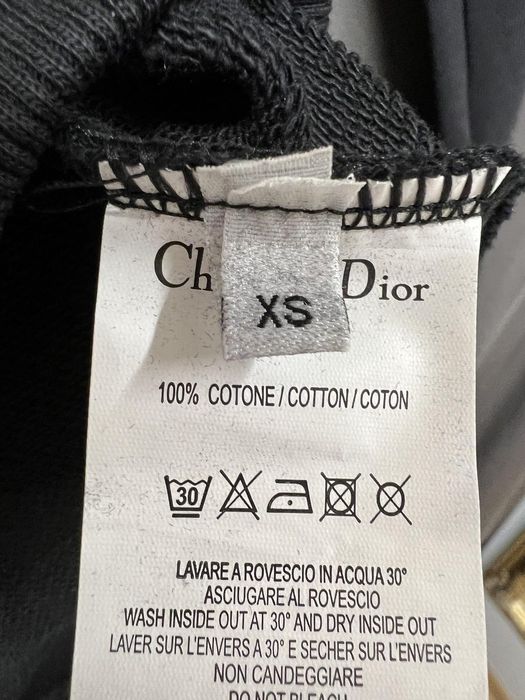 Ch Dior
XS
100% COTONE / COTTON / COTON
30
LAVARE A ROVESCIO IN ACQUA 30°
ASCIUGARE AL ROVESCIO
WASH INSIDE OUT AT 30° AND DRY INSIDE OUT
LAVER SUR L'ENVERS A 30° E SECHER SUR L'ENVERS
NON CANDEGGIARE
DO NOT BLEACH